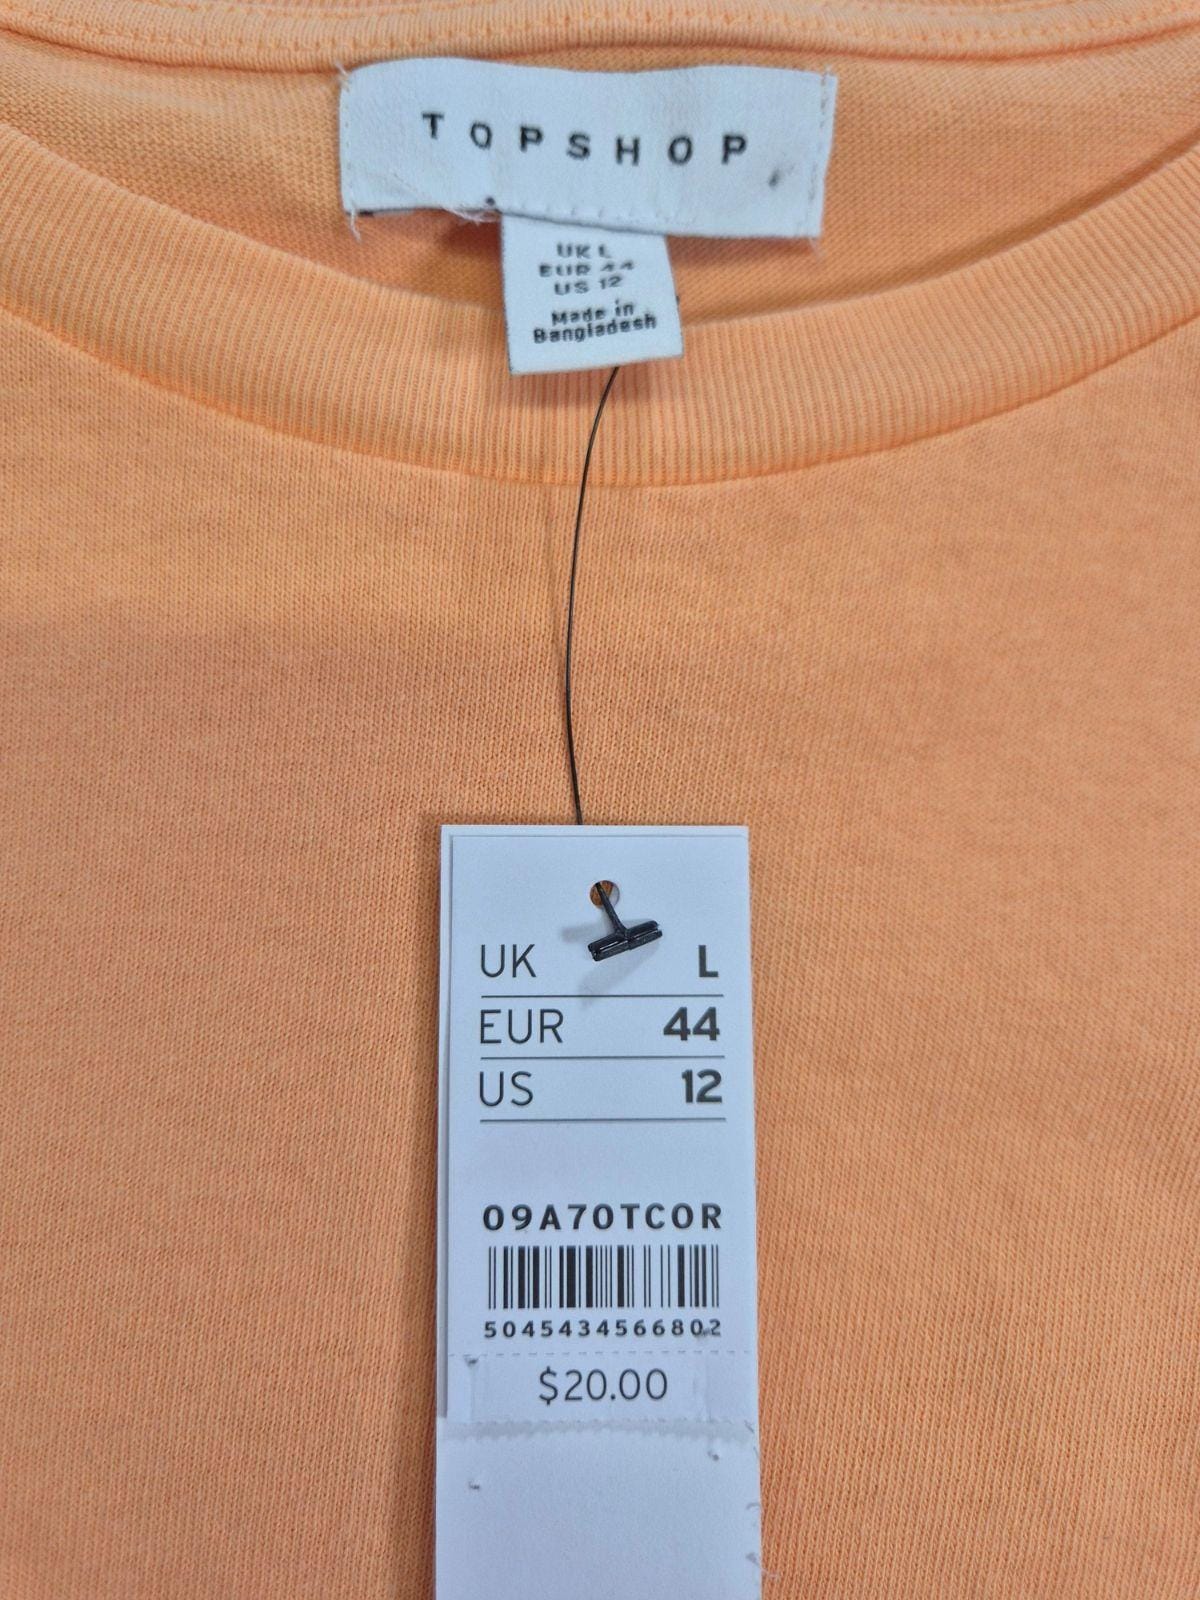 TOPSHOP
UK L
EUR 44
US 12
Made in
Bangladesh
UK L
EUR 44
US 12
09A70TCOR
5045434566802
$20.00